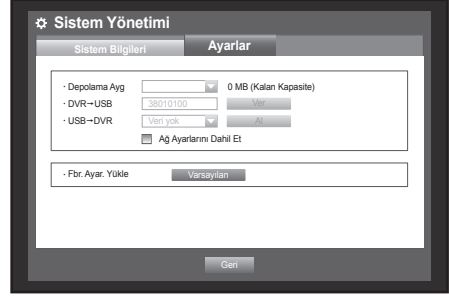 Sistem Yönetimi
Sistem Bilgileri Ayarlar
· Depolama Ayg 0 MB (Kalan Kapasite)
· DVR→USB 38010100 Ver
· USB→DVR Veri yok Al
Ağ Ayarlarını Dahil Et
· Fbr. Ayar. Yükle Varsayılan
Geri